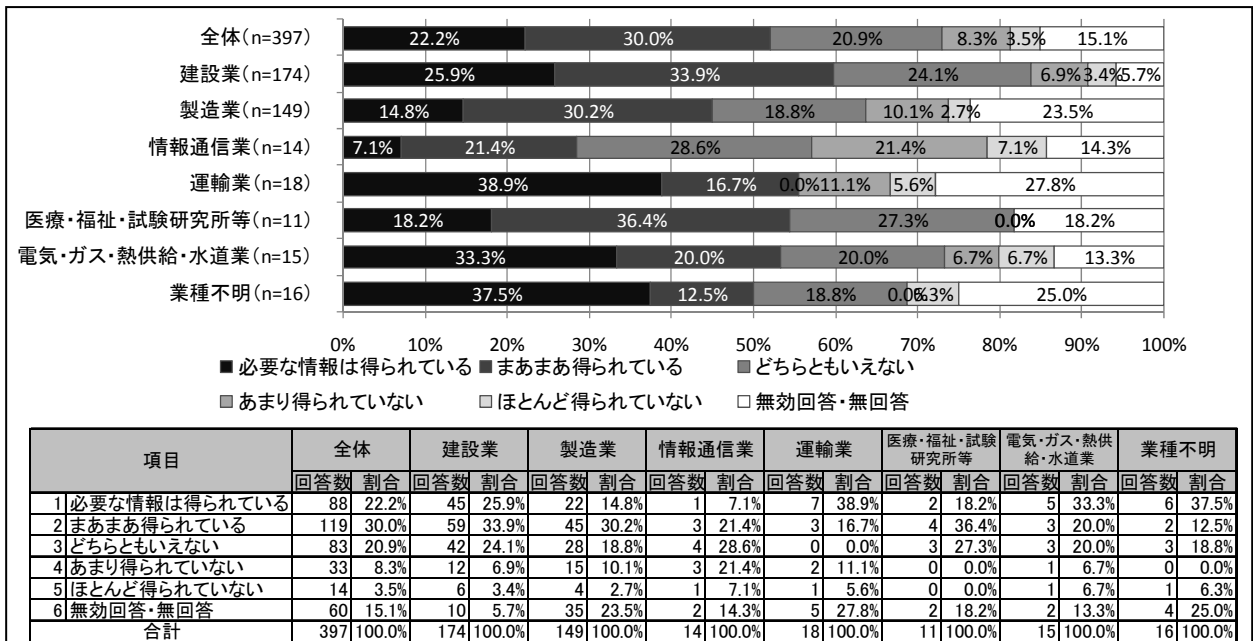 全体(n=397) 22.2% 30.0% 20.9% 8.3% 3.5% 15.1%
建設業(n=174) 25.9% 33.9% 24.1% 6.9% 3.4% 5.7%
製造業(n=149) 14.8% 30.2% 18.8% 10.1% 2.7% 23.5%
情報通信業(n=14) 7.1% 21.4% 28.6% 21.4% 7.1% 14.3%
運輸業(n=18) 38.9% 16.7% 0.0% 11.1% 5.6% 27.8%
医療・福祉・試験研究所等(n=11) 18.2% 36.4% 27.3% 0.0% 0.0% 18.2%
電気・ガス・熱供給・水道業(n=15) 33.3% 20.0% 20.0% 6.7% 6.7% 13.3%
業種不明(n=16) 37.5% 12.5% 18.8% 0.0% 6.3% 25.0%
0% 10% 20% 30% 40% 50% 60% 70% 80% 90% 100%
必要な情報は得られている まあまあ得られている どちらともいえない
あまり得られていない ほとんど得られていない 無効回答・無回答
項目 全体 建設業 製造業 情報通信業 運輸業 医療・福祉・試験研究所等 電気・ガス・熱供給・水道業 業種不明
回答数 割合 回答数 割合 回答数 割合 回答数 割合 回答数 割合 回答数 割合 回答数 割合 回答数 割合
1 必要な情報は得られている 88 22.2% 45 25.9% 22 14.8% 1 7.1% 7 38.9% 2 18.2% 5 33.3% 6 37.5%
2 まあまあ得られている 119 30.0% 59 33.9% 45 30.2% 3 21.4% 3 16.7% 4 36.4% 3 20.0% 2 12.5%
3 どちらともいえない 83 20.9% 42 24.1% 28 18.8% 4 28.6% 0 0.0% 3 27.3% 3 20.0% 3 18.8%
4 あまり得られていない 33 8.3% 12 6.9% 15 10.1% 3 21.4% 2 11.1% 0 0.0% 1 6.7% 0 0.0%
5 ほとんど得られていない 14 3.5% 6 3.4% 4 2.7% 1 7.1% 1 5.6% 0 0.0% 1 6.7% 1 6.3%
6 無効回答・無回答 60 15.1% 10 5.7% 35 23.5% 2 14.3% 5 27.8% 2 18.2% 2 13.3% 4 25.0%
合計 397 100.0% 174 100.0% 149 100.0% 14 100.0% 18 100.0% 11 100.0% 15 100.0% 16 100.0%